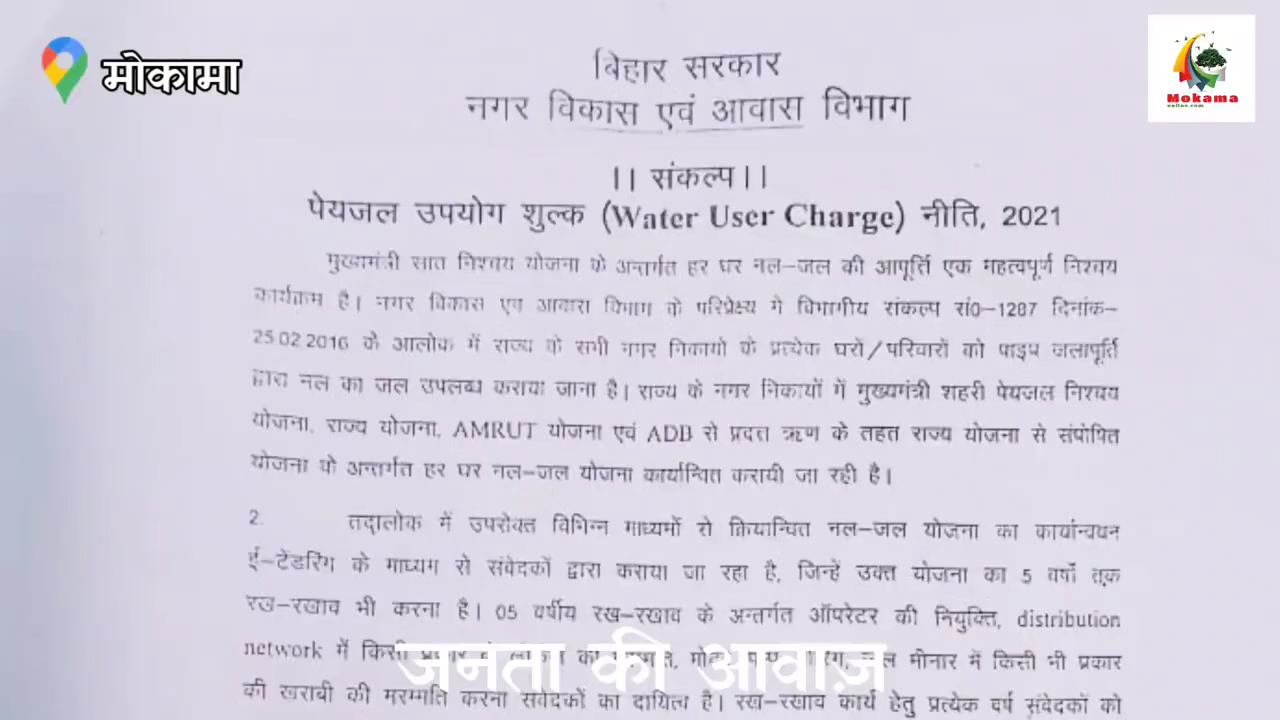 मोकामा
Mokama
online.com
बिहार सरकार
नगर विकास एवं आवास विभाग
।। संकल्प।।
पेयजल उपयोग शुल्क (Water User Charge) नीति, 2021
मुख्यमंत्री सात निश्चय योजना के अन्तर्गत हर घर नल-जल की आपूर्त्ति एक महत्वपूर्ण निश्चय
कार्यक्रम है। नगर विकास एवं आवास विभाग के परिप्रेक्ष्य में विभागीय संकल्प सं0-1287 दिनांक-
25.02.2016 के आलोक में राज्य के सभी नगर निकायों के प्रत्येक घरों/परिवारों को पाइप जलापूर्ति
द्वारा नल का जल उपलब्ध कराया जाना है। राज्य के नगर निकायों में मुख्यमंत्री शहरी पेयजल निश्चय
योजना, राज्य योजना, AMRUT योजना एवं ADB से प्रदत्त ऋण के तहत राज्य योजना से संपोषित
योजना के अन्तर्गत हर घर नल-जल योजना कार्यान्वित करायी जा रही है।
2. तदालोक में उपरोक्त विभिन्न माध्यमों से क्रियान्वित नल-जल योजना का कार्यान्वयन
ई-टेंडरिंग के माध्यम से संवेदकों द्वारा कराया जा रहा है, जिन्हें उक्त योजना का 5 वर्षों तक
रख-रखाव भी करना है। 05 वर्षीय रख-रखाव के अन्तर्गत ऑपरेटर की नियुक्ति, distribution
network में किसी की जल मीनार में किसी भी प्रकार
जनता की आवाज़
की खराबी की मरम्मति करना संवेदकों का दायित्व है। रख-रखाव कार्य हेतु प्रत्येक वर्ष संवेदकों को